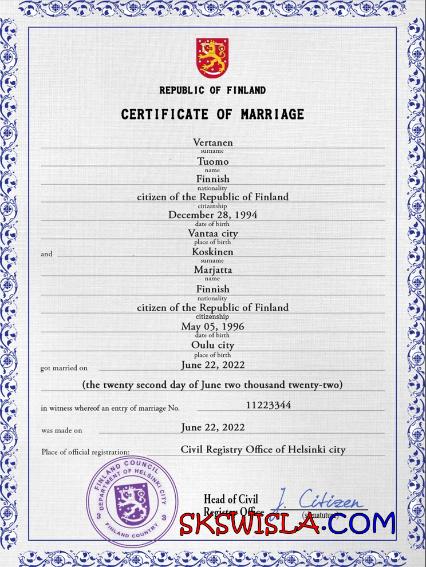 REPUBLIC OF FINLAND
CERTIFICATE OF MARRIAGE
Vertanen
surname
Tuomo
name
Finnish
nationality
citizen of the Republic of Finland
citizenship
December 28, 1994
date of birth
Vantaa city
place of birth
and Koskinen
surname
Marjatta
name
Finnish
nationality
citizen of the Republic of Finland
citizenship
May 05, 1996
date of birth
Oulu city
place of birth
got married on June 22, 2022
(the twenty second day of June two thousand twenty-two)
in witness whereof an entry of marriage No. 11223344
was made on June 22, 2022
Place of official registration: Civil Registry Office of Helsinki city
FINLAND COUNCIL
DEPARTMENT OF HELSINKI CITY
FINLAND COUNTRY
Head of Civil
Registry Office
J. Citizen
(signature)
SKSWISLA.COM